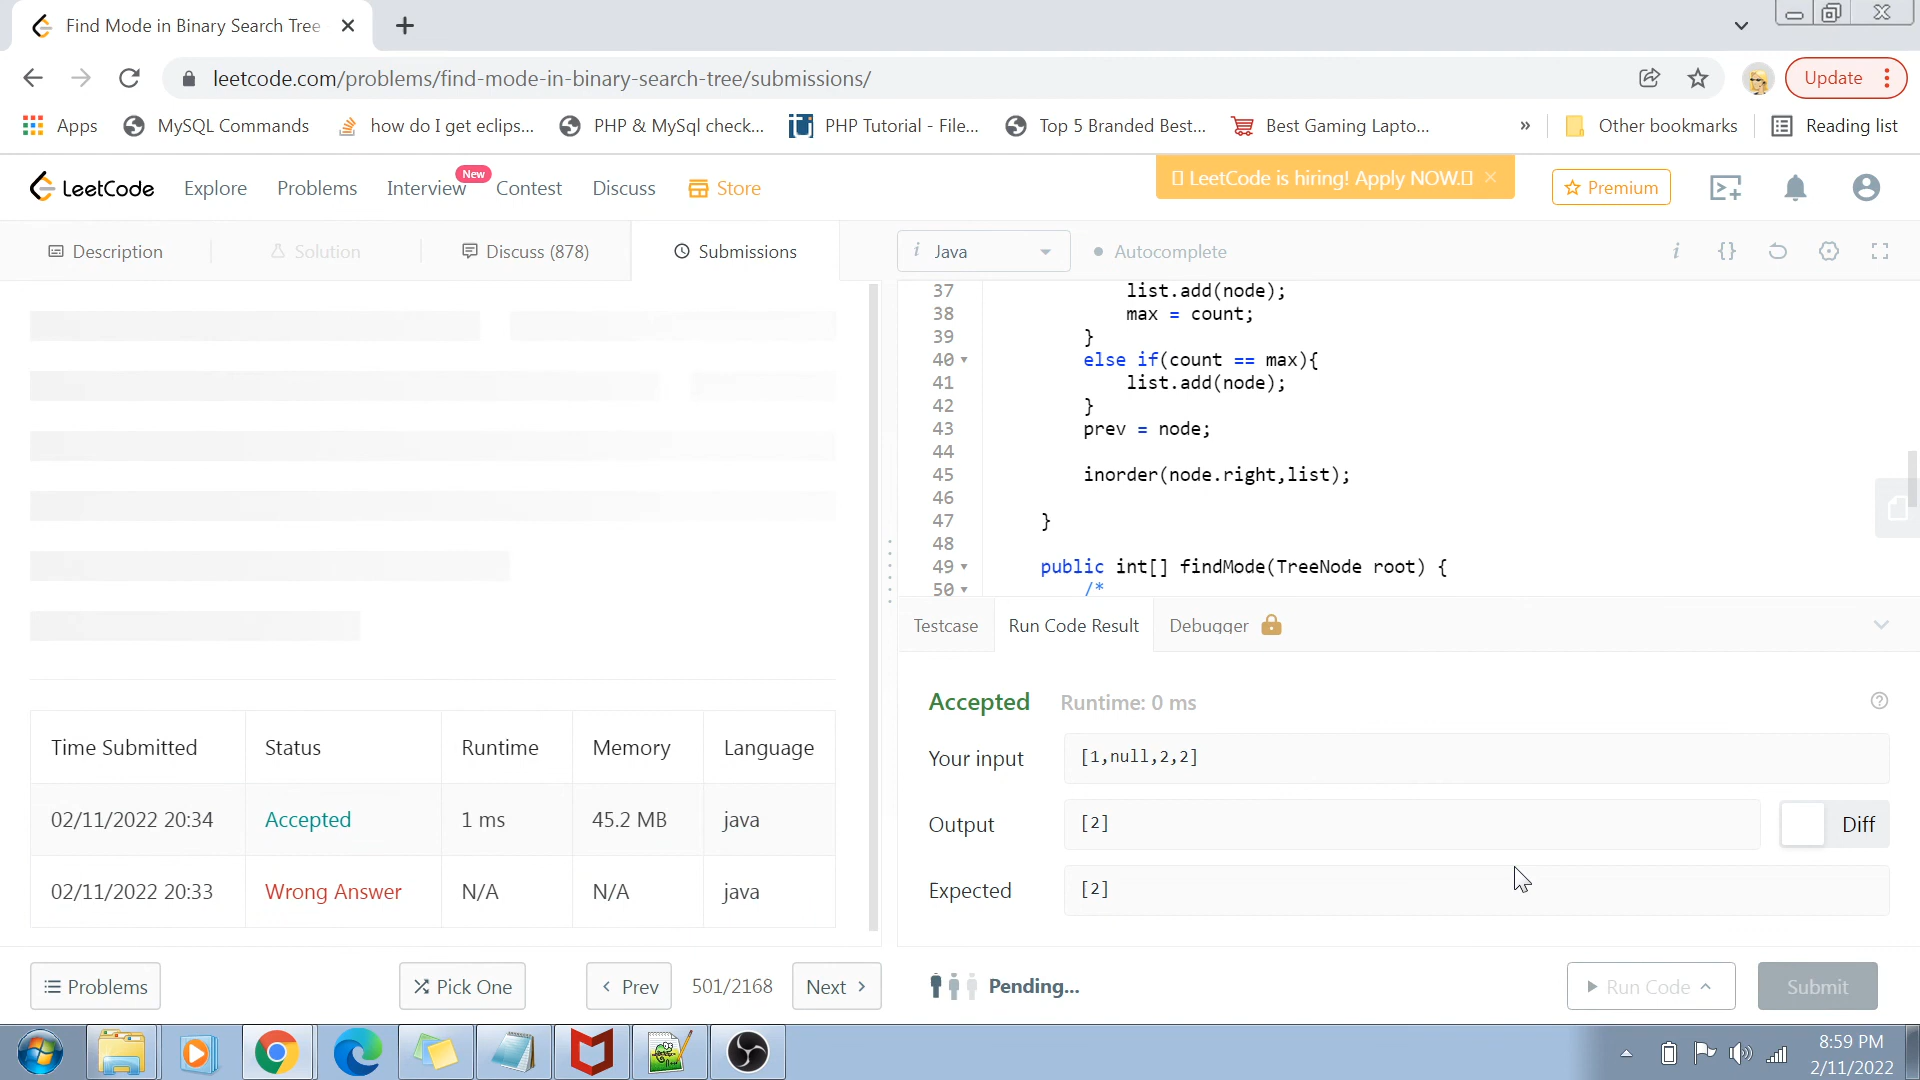 Find Mode in Binary Search Tree
leetcode.com/problems/find-mode-in-binary-search-tree/submissions/
Update
Apps
MySQL Commands
how do I get eclips...
PHP & MySql check...
PHP Tutorial - File...
Top 5 Branded Best...
Best Gaming Lapto...
»
Other bookmarks
Reading list
LeetCode
Explore
Problems
Interview
New
Contest
Discuss
Store
LeetCode is hiring! Apply NOW.
Premium
Description
Solution
Discuss (878)
Submissions
i Java
Autocomplete
i {}
37 list.add(node);
38 max = count;
39 }
40 else if(count == max){
41 list.add(node);
42 }
43 prev = node;
44
45 inorder(node.right,list);
46
47 }
48
49 public int[] findMode(TreeNode root) {
50 /*
Testcase
Run Code Result
Debugger
Accepted Runtime: 0 ms
Your input [1,null,2,2]
Output [2]
Diff
Expected [2]
Time Submitted Status Runtime Memory Language
02/11/2022 20:34 Accepted 1 ms 45.2 MB java
02/11/2022 20:33 Wrong Answer N/A N/A java
Problems
Pick One
Prev
501/2168
Next
Pending...
Run Code
Submit
8:59 PM
2/11/2022